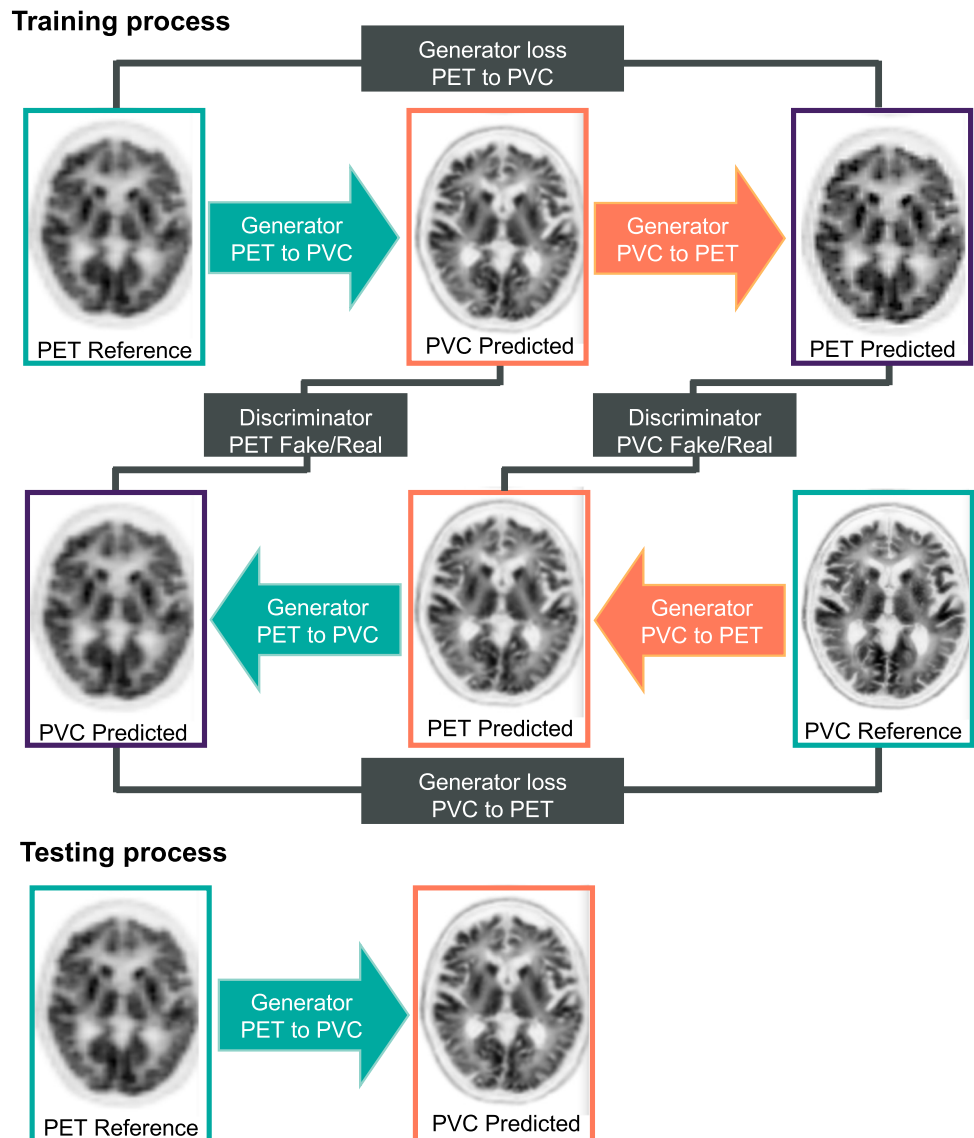 Training process
Generator loss
PET to PVC
Generator
PET to PVC
Generator
PVC to PET
PET Reference
PVC Predicted
PET Predicted
Discriminator
PET Fake/Real
Discriminator
PVC Fake/Real
Generator
PET to PVC
Generator
PVC to PET
PVC Predicted
PET Predicted
PVC Reference
Generator loss
PVC to PET
Testing process
Generator
PET to PVC
PET Reference
PVC Predicted